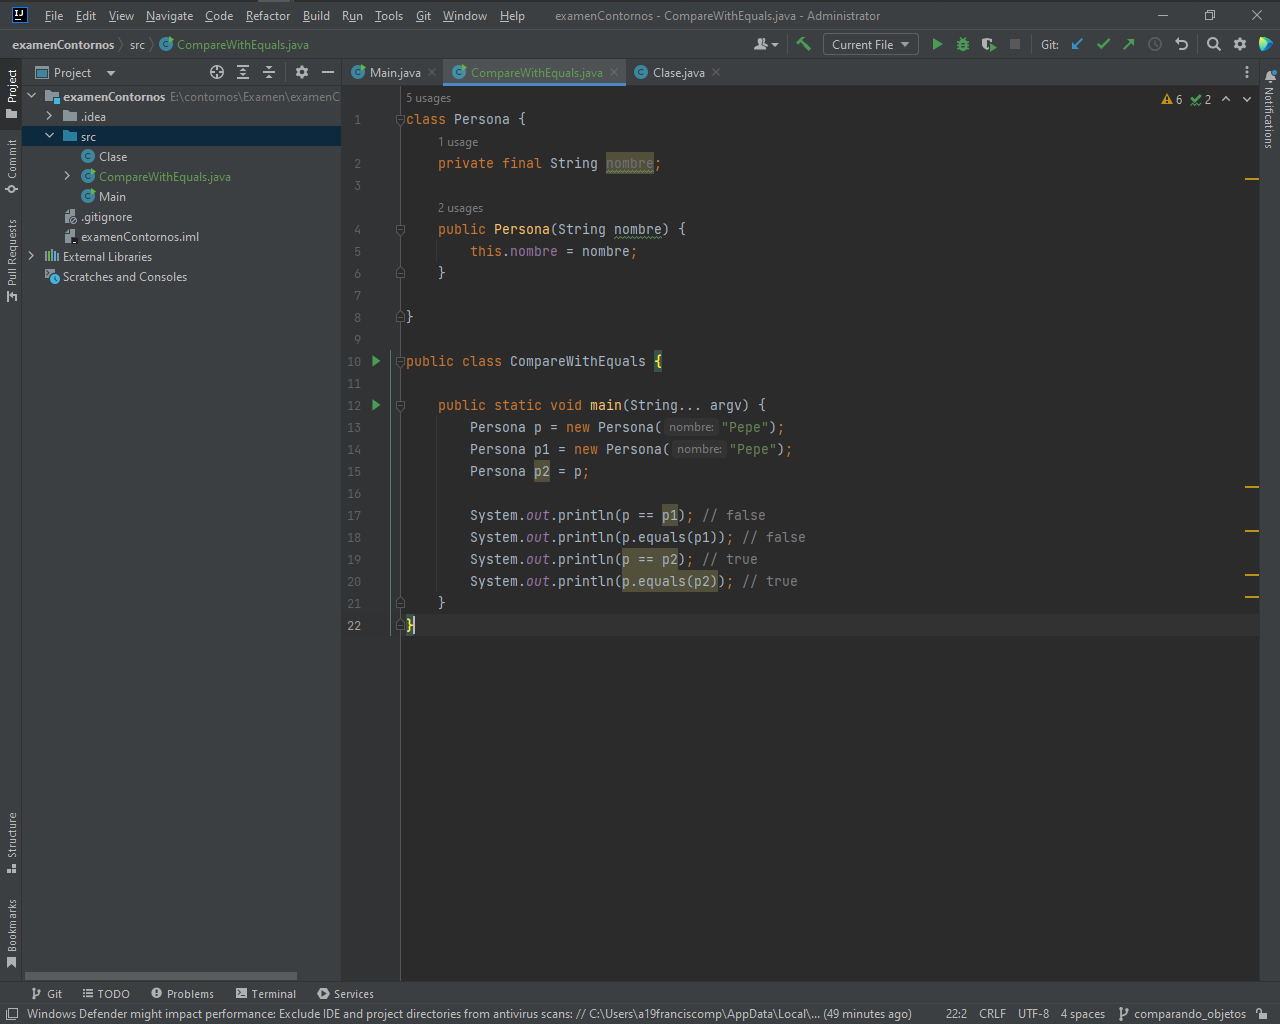 File Edit View Navigate Code Refactor Build Run Tools Git Window Help examenContornos - CompareWithEquals.java - Administrator
examenContornos src CompareWithEquals.java Current File Git:
Project Main.java CompareWithEquals.java Clase.java
Project
Commit
Pull Requests
Structure
Bookmarks
Notifications
examenContornos E:\contornos\Examen\examenC
.idea
src
Clase
CompareWithEquals.java
Main
.gitignore
examenContornos.iml
External Libraries
Scratches and Consoles
6 2
5 usages
1 class Persona {
1 usage
2 private final String nombre;
3
2 usages
4 public Persona(String nombre) {
5 this.nombre = nombre;
6 }
7
8 }
9
10 public class CompareWithEquals {
11
12 public static void main(String... argv) {
13 Persona p = new Persona( nombre: "Pepe");
14 Persona p1 = new Persona( nombre: "Pepe");
15 Persona p2 = p;
16
17 System.out.println(p == p1); // false
18 System.out.println(p.equals(p1)); // false
19 System.out.println(p == p2); // true
20 System.out.println(p.equals(p2)); // true
21 }
22 }
Git TODO Problems Terminal Services
Windows Defender might impact performance: Exclude IDE and project directories from antivirus scans: // C:\Users\a19franciscomp\AppData\Local\... (49 minutes ago) 22:2 CRLF UTF-8 4 spaces comparando_objetos